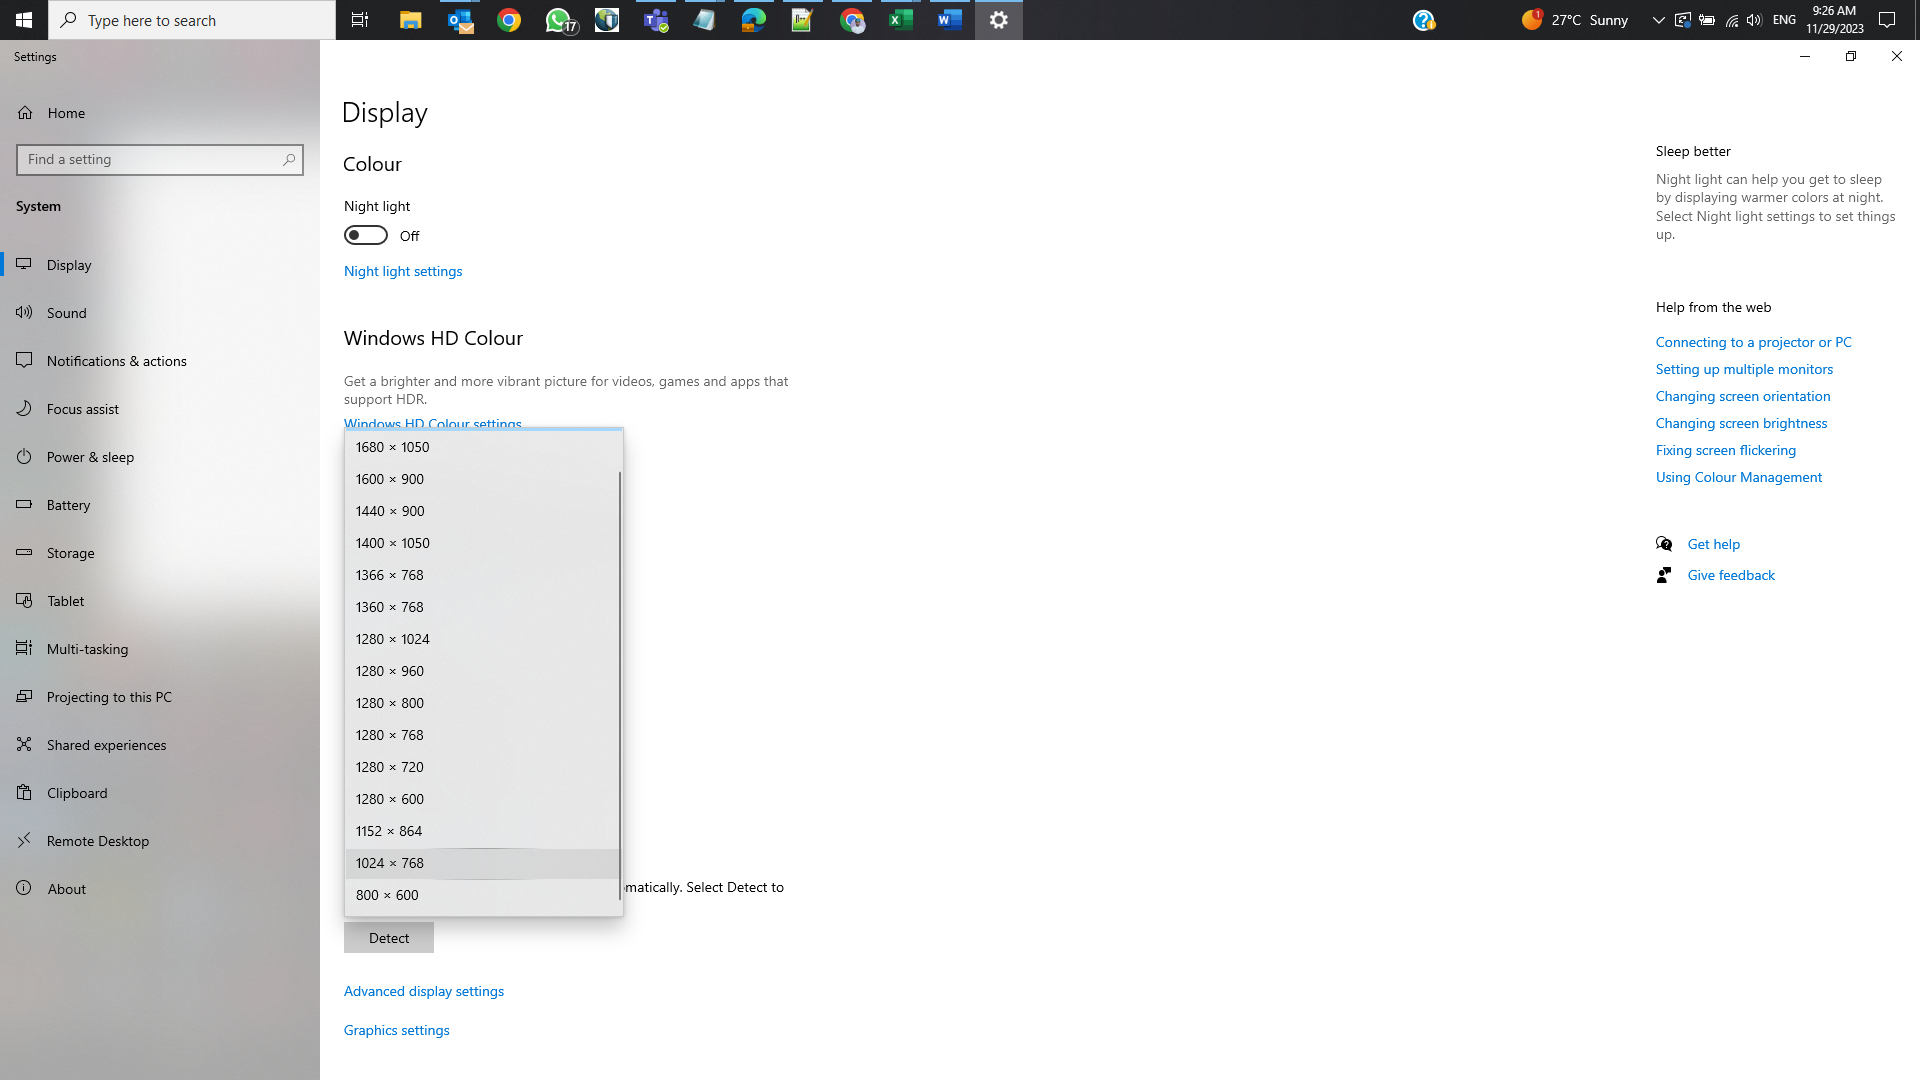 Type here to search
17
1
27°C Sunny
ENG
9:26 AM
11/29/2023
Settings
Home
Find a setting
System
Display
Sound
Notifications & actions
Focus assist
Power & sleep
Battery
Storage
Tablet
Multi-tasking
Projecting to this PC
Shared experiences
Clipboard
Remote Desktop
About
Display
Colour
Night light
Off
Night light settings
Windows HD Colour
Get a brighter and more vibrant picture for videos, games and apps that
support HDR.
Windows HD Colour settings
1680 × 1050
1600 × 900
1440 × 900
1400 × 1050
1366 × 768
1360 × 768
1280 × 1024
1280 × 960
1280 × 800
1280 × 768
1280 × 720
1280 × 600
1152 × 864
1024 × 768
800 × 600
matically. Select Detect to
Detect
Advanced display settings
Graphics settings
Sleep better
Night light can help you get to sleep
by displaying warmer colors at night.
Select Night light settings to set things
up.
Help from the web
Connecting to a projector or PC
Setting up multiple monitors
Changing screen orientation
Changing screen brightness
Fixing screen flickering
Using Colour Management
Get help
Give feedback